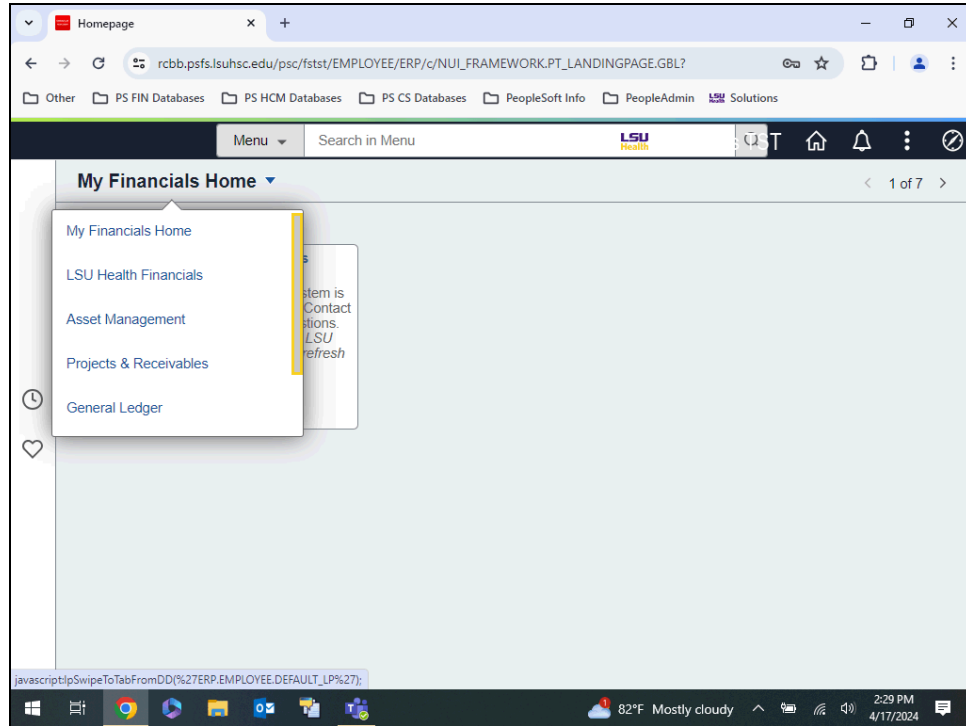 Homepage
rcbb.psfs.lsuhsc.edu/psc/fstst/EMPLOYEE/ERP/c/NUI_FRAMEWORK.PT_LANDINGPAGE.GBL?
Other PS FIN Databases PS HCM Databases PS CS Databases PeopleSoft Info PeopleAdmin LSU Solutions
Menu Search in Menu LSU Health TST
My Financials Home 1 of 7
My Financials Home
LSU Health Financials
Asset Management
Projects & Receivables
General Ledger
s
stem is
Contact
stions.
LSU
refresh
javascript:lpSwipeToTabFromDD(%27ERP.EMPLOYEE.DEFAULT_LP%27);
82°F Mostly cloudy 2:29 PM
4/17/2024